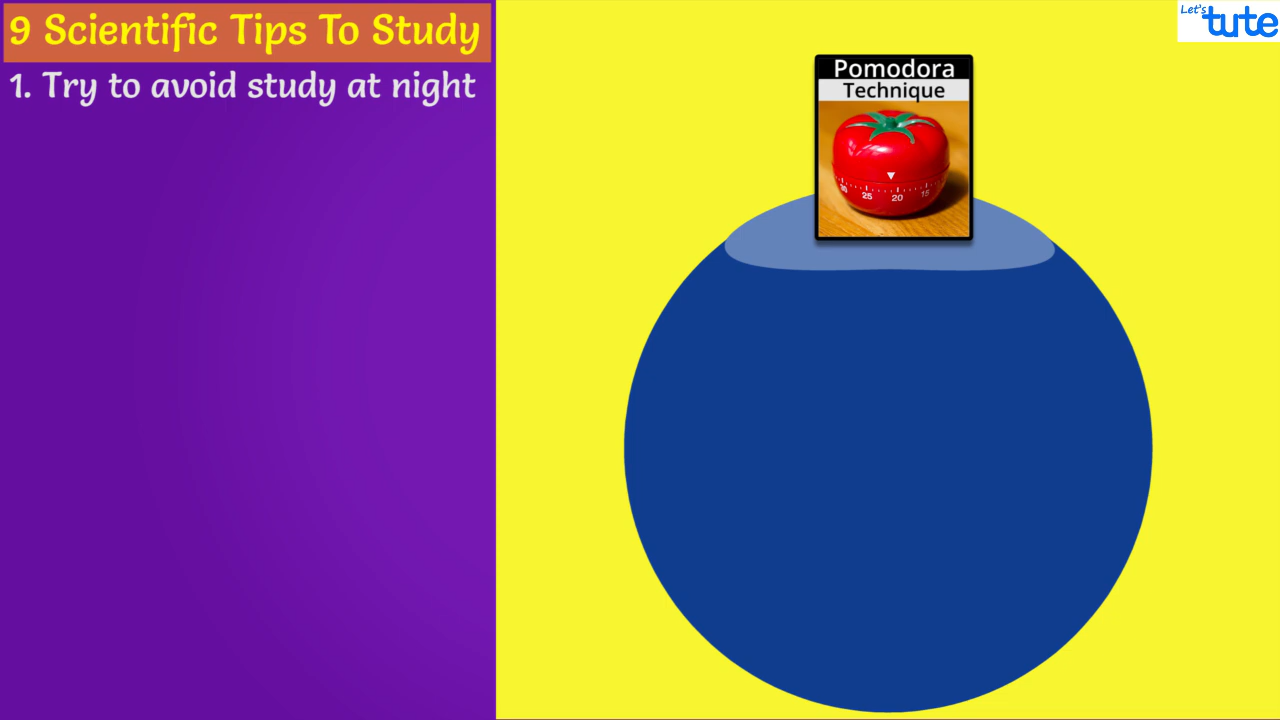 9 Scientific Tips To Study
1. Try to avoid study at night
Let's
tute
Pomodora
Technique
30 25 20 15